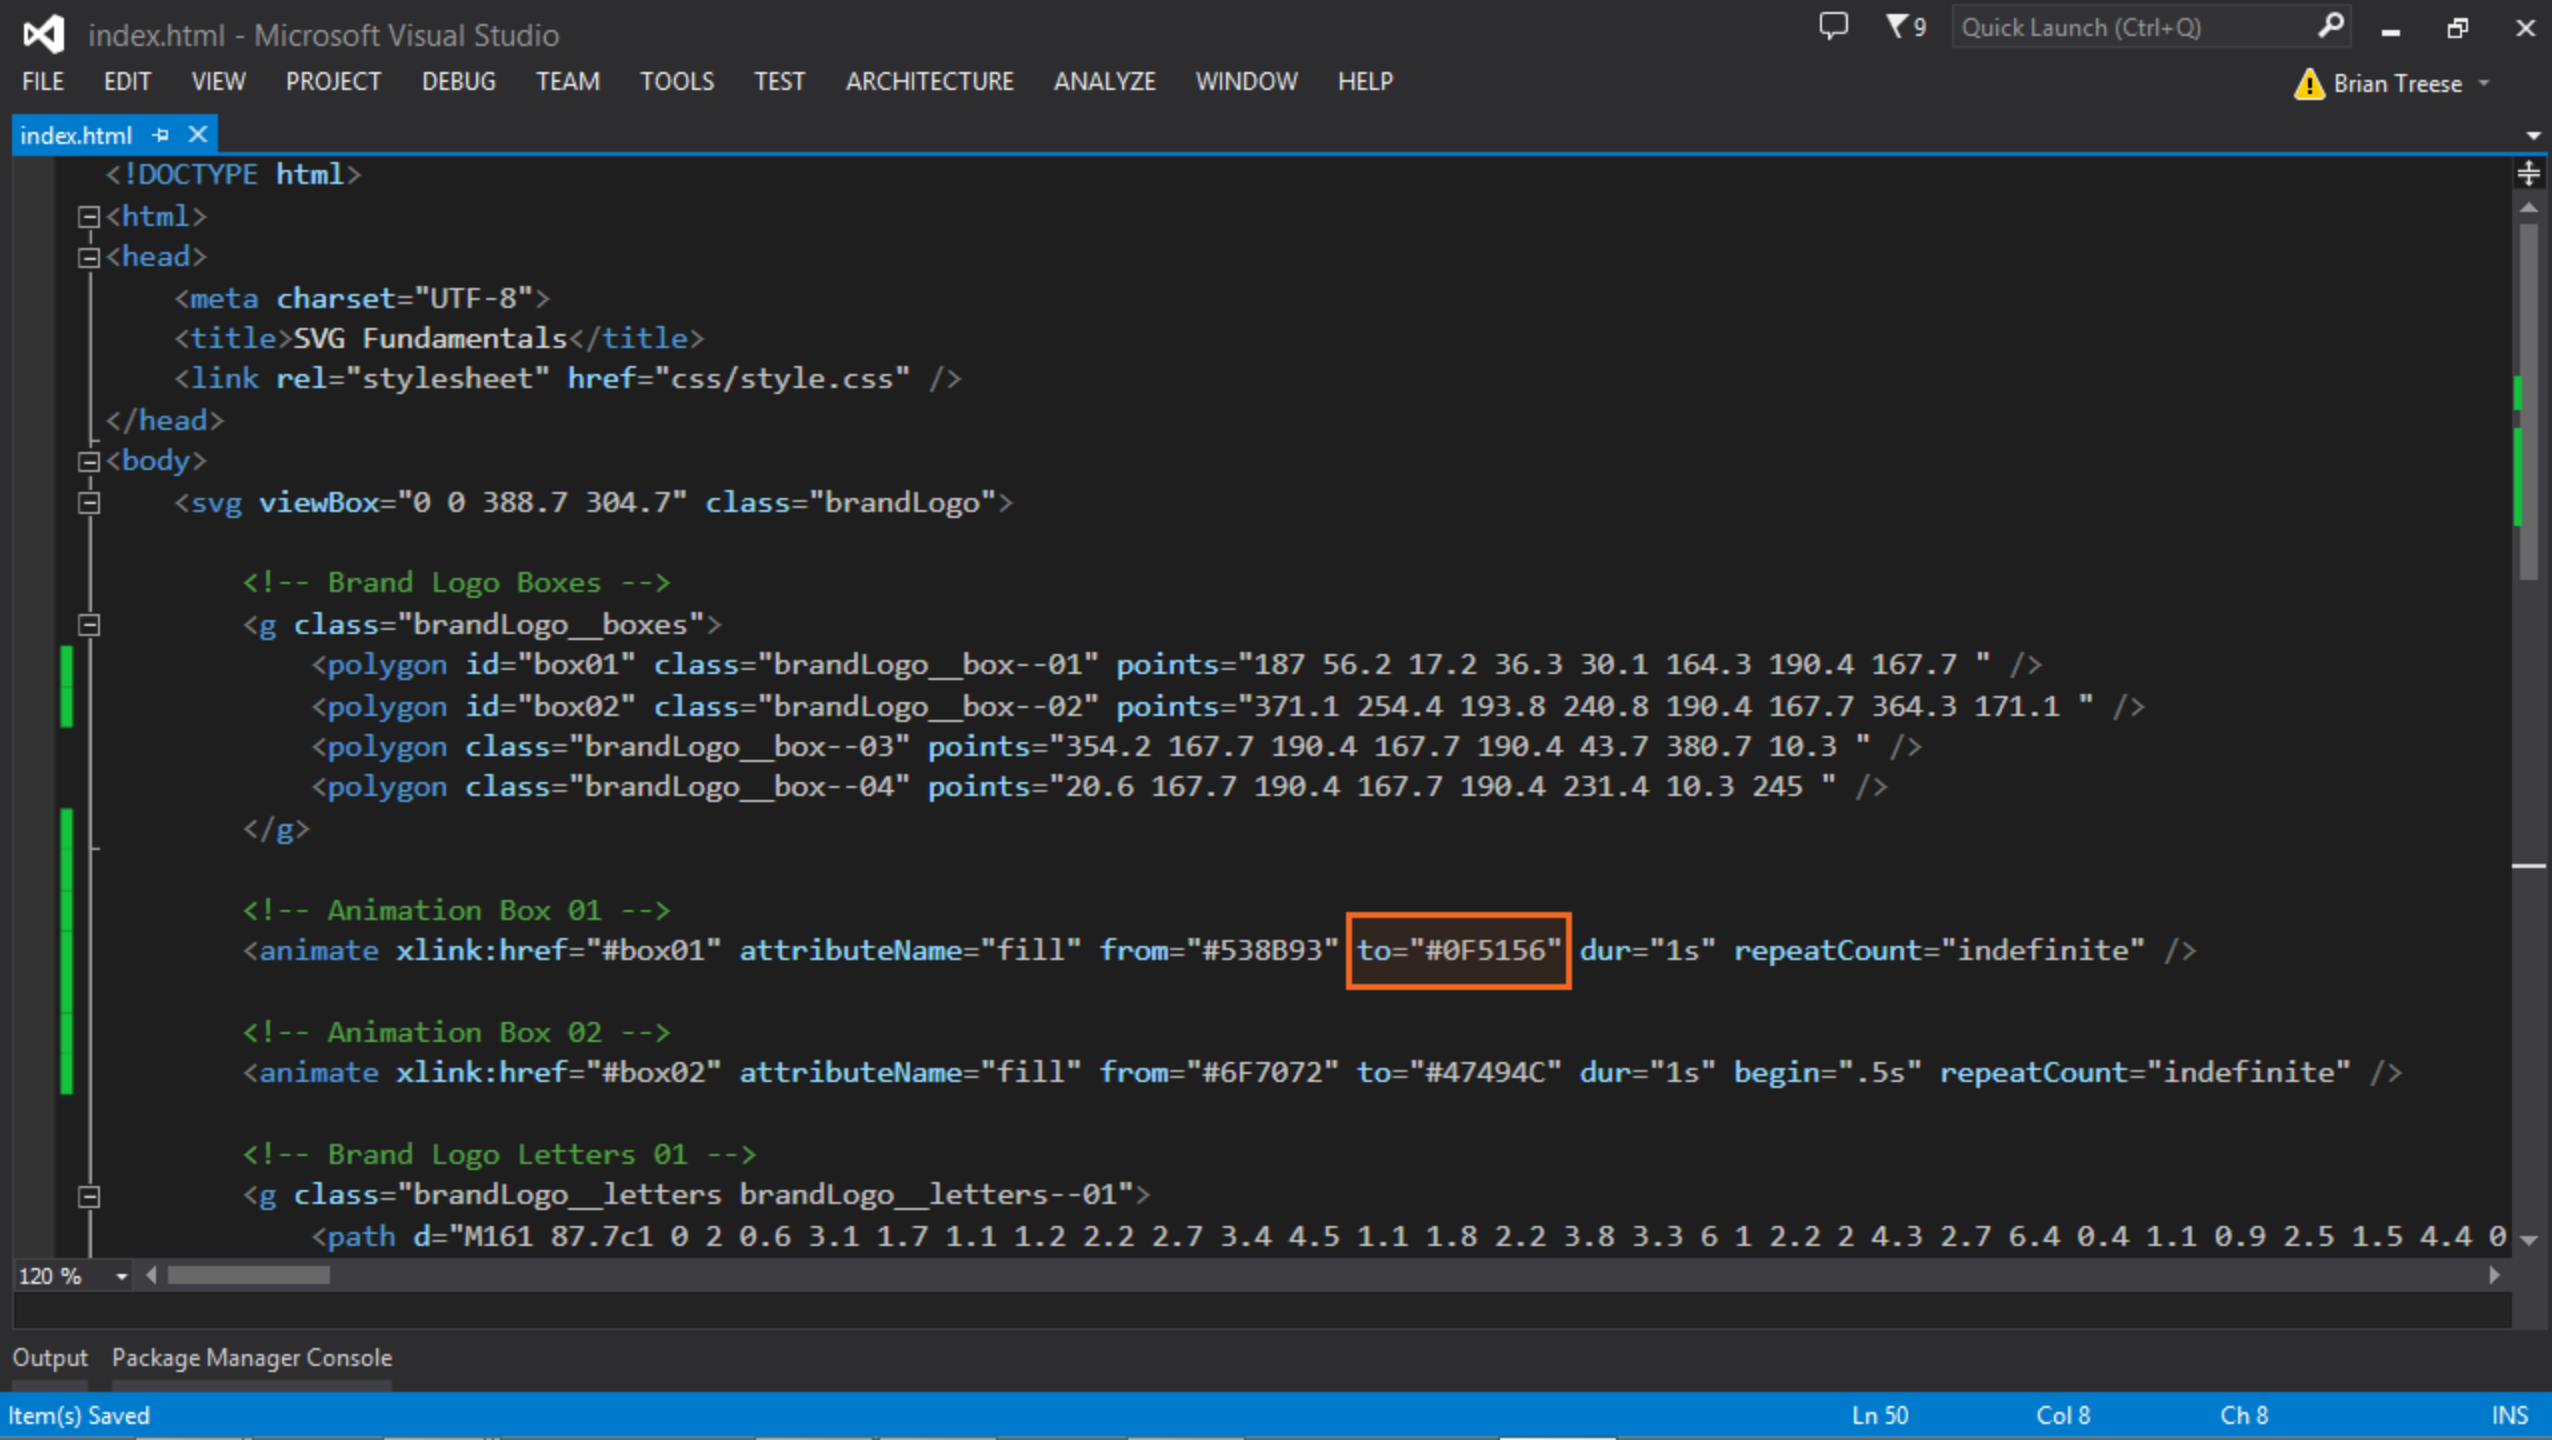 index.html - Microsoft Visual Studio
9
Quick Launch (Ctrl+Q)
FILE EDIT VIEW PROJECT DEBUG TEAM TOOLS TEST ARCHITECTURE ANALYZE WINDOW HELP
Brian Treese
index.html
<!DOCTYPE html>
<html>
<head>
<meta charset="UTF-8">
<title>SVG Fundamentals</title>
<link rel="stylesheet" href="css/style.css" />
</head>
<body>
<svg viewBox="0 0 388.7 304.7" class="brandLogo">
<!-- Brand Logo Boxes -->
<g class="brandLogo__boxes">
<polygon id="box01" class="brandLogo__box--01" points="187 56.2 17.2 36.3 30.1 164.3 190.4 167.7 " />
<polygon id="box02" class="brandLogo__box--02" points="371.1 254.4 193.8 240.8 190.4 167.7 364.3 171.1 " />
<polygon class="brandLogo__box--03" points="354.2 167.7 190.4 167.7 190.4 43.7 380.7 10.3 " />
<polygon class="brandLogo__box--04" points="20.6 167.7 190.4 167.7 190.4 231.4 10.3 245 " />
</g>
<!-- Animation Box 01 -->
<animate xlink:href="#box01" attributeName="fill" from="#538B93" to="#0F5156" dur="1s" repeatCount="indefinite" />
<!-- Animation Box 02 -->
<animate xlink:href="#box02" attributeName="fill" from="#6F7072" to="#47494C" dur="1s" begin=".5s" repeatCount="indefinite" />
<!-- Brand Logo Letters 01 -->
<g class="brandLogo__letters brandLogo__letters--01">
<path d="M161 87.7c1 0 2 0.6 3.1 1.7 1.1 1.2 2.2 2.7 3.4 4.5 1.1 1.8 2.2 3.8 3.3 6 1 2.2 2 4.3 2.7 6.4 0.4 1.1 0.9 2.5 1.5 4.4 0
120 %
Output Package Manager Console
Item(s) Saved
Ln 50 Col 8 Ch 8 INS